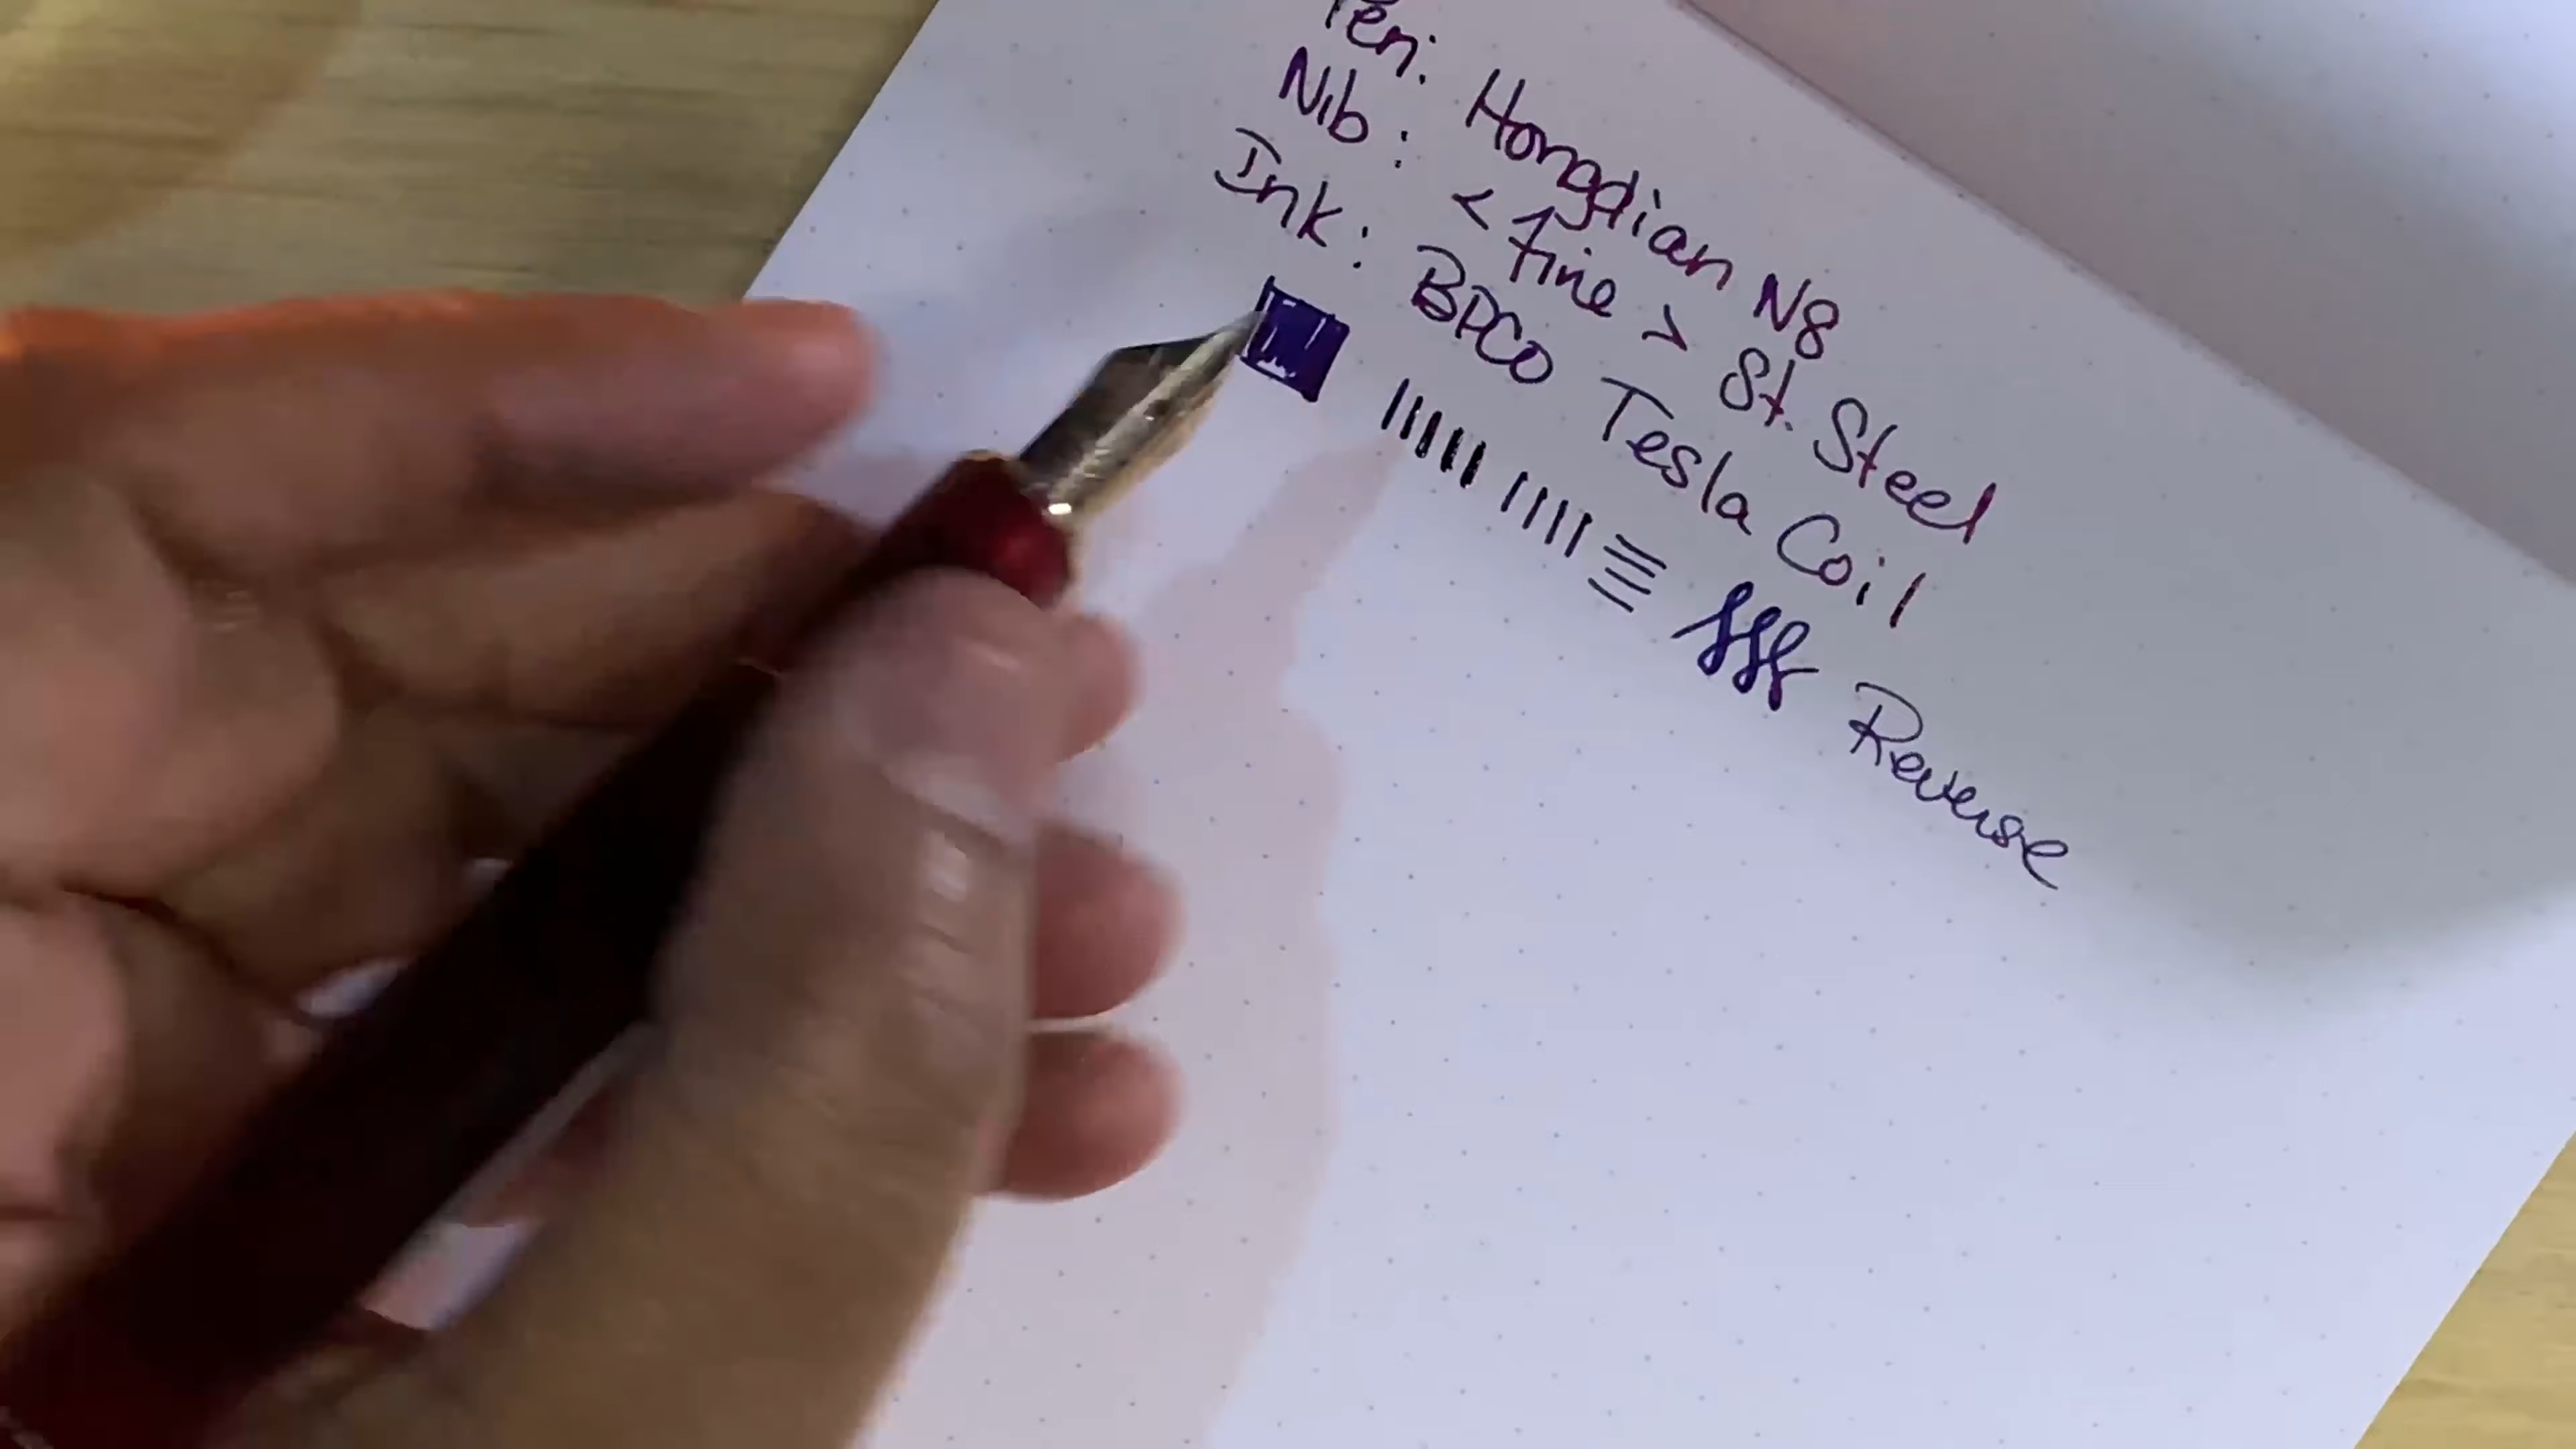 Pen: Hongdian N8
Nib: <fine> St. Steel
Ink: BPCO Tesla Coil
Reverse